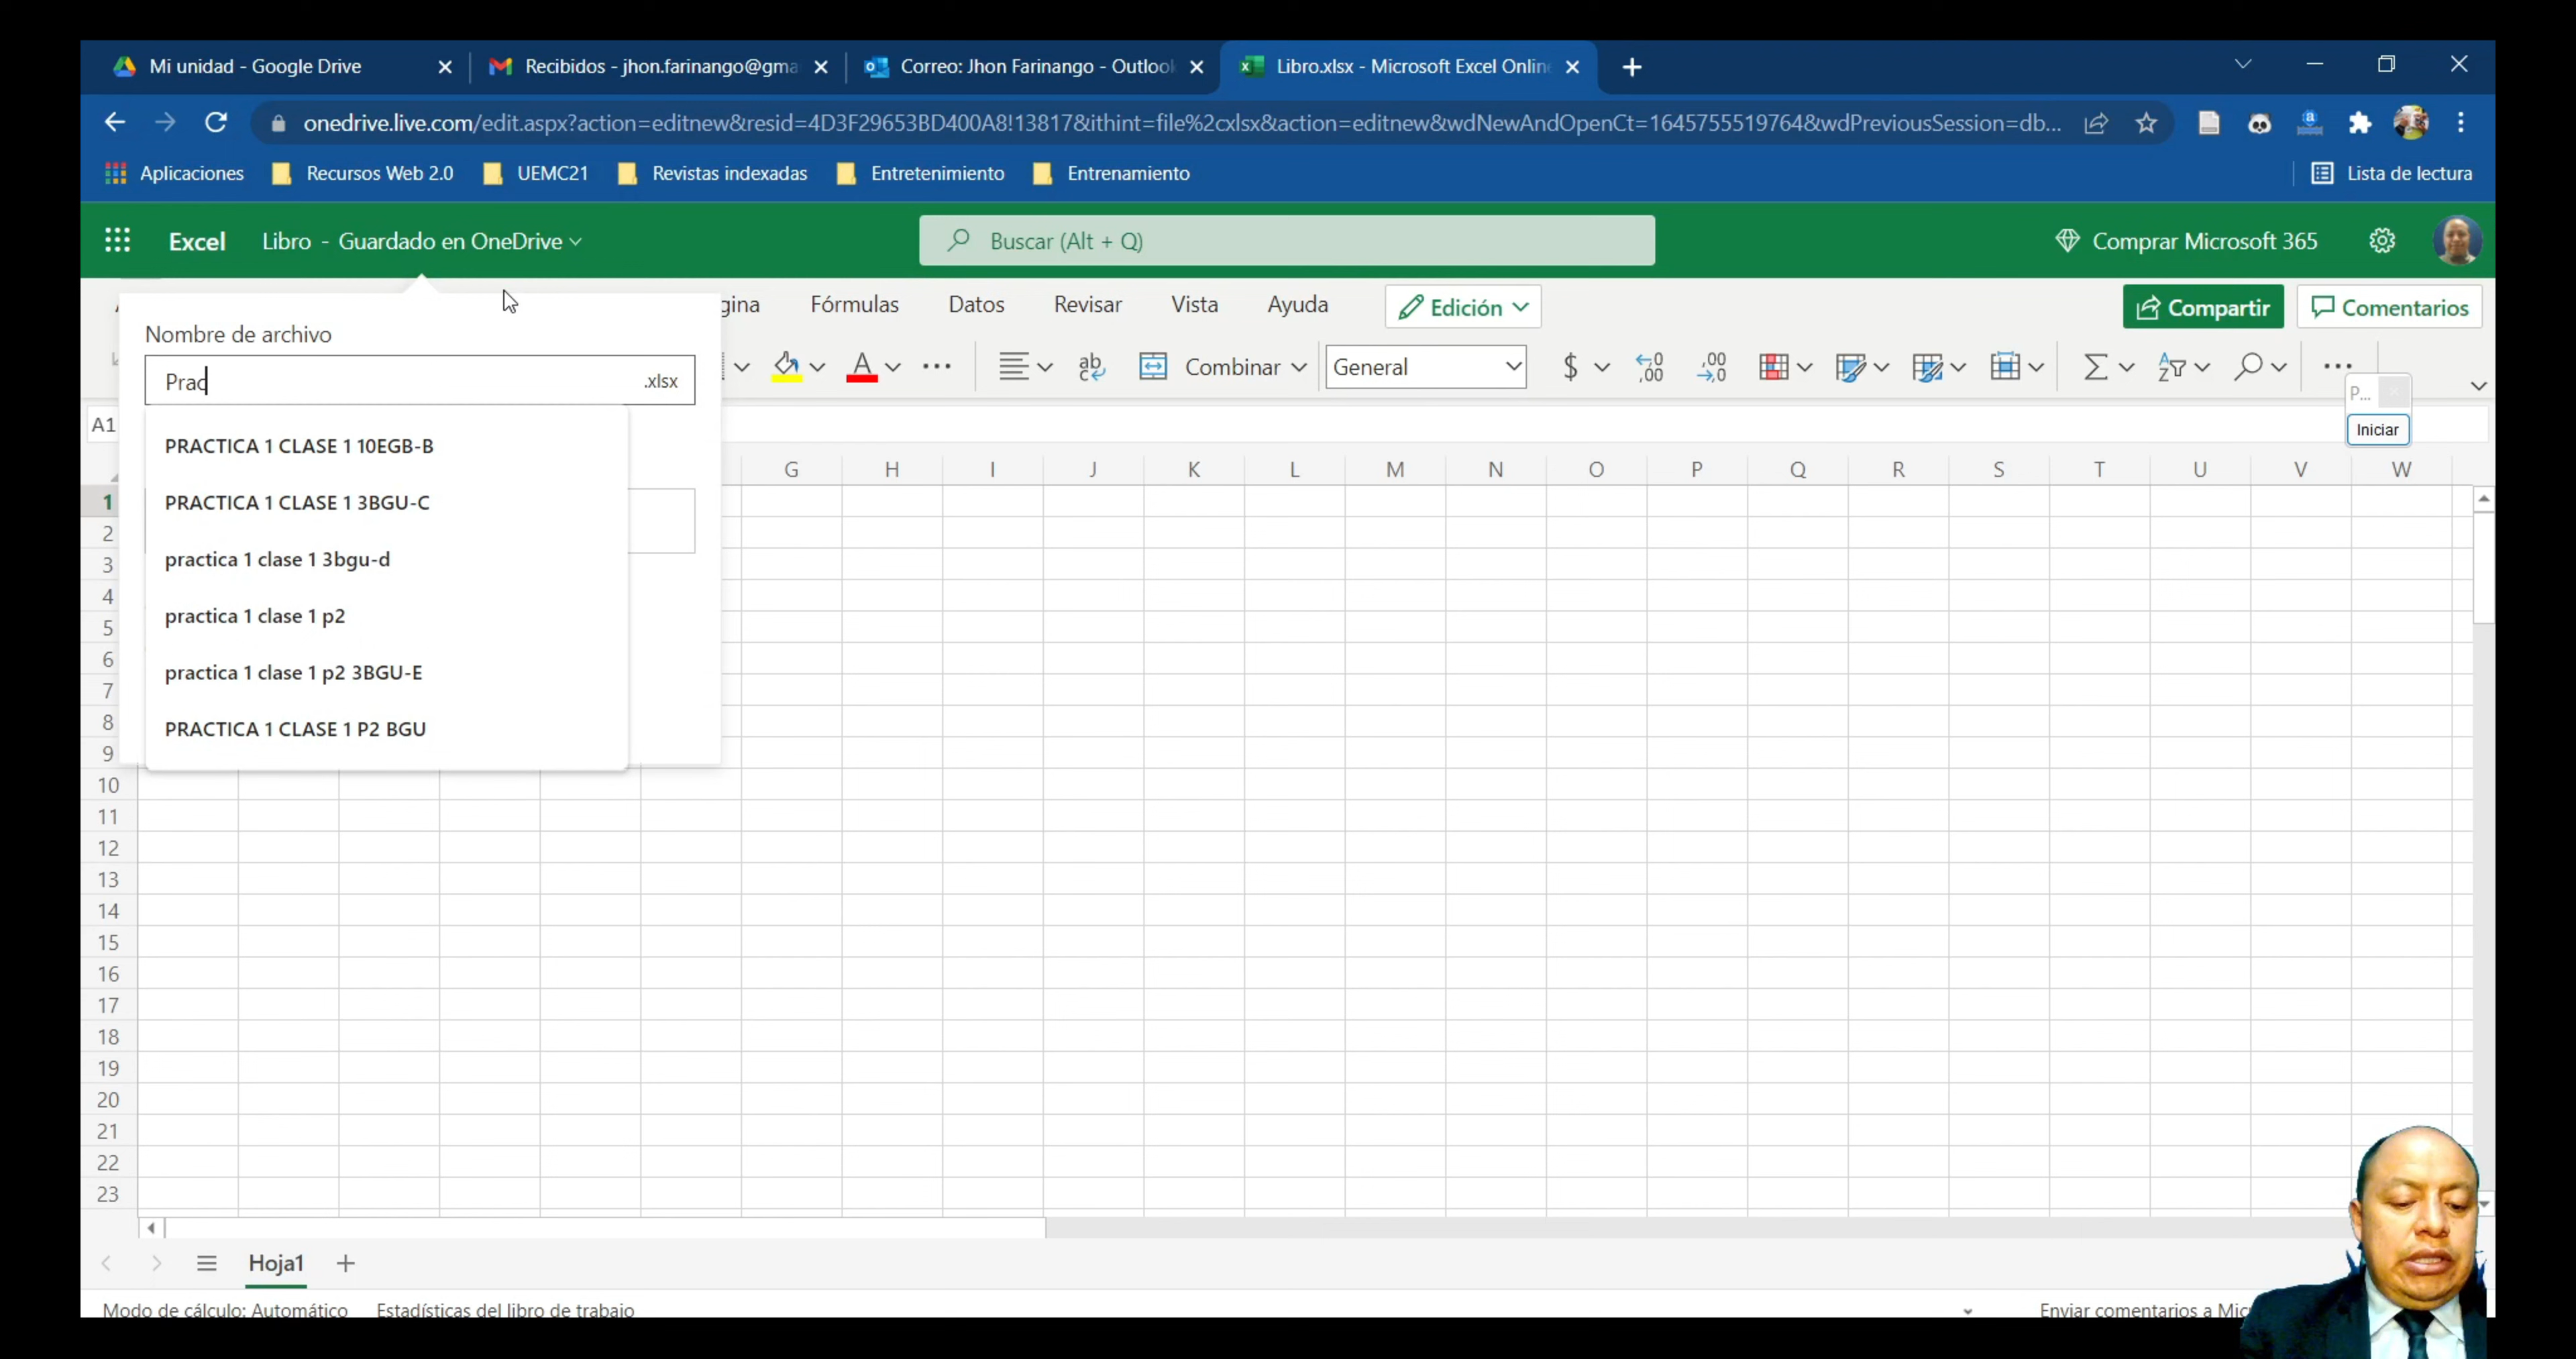 Mi unidad - Google Drive
Recibidos - jhon.farinango@gma
Correo: Jhon Farinango - Outlook
Libro.xlsx - Microsoft Excel Online
onedrive.live.com/edit.aspx?action=editnew&resid=4D3F29653BD400A8!13817&ithint=file%2cxlsx&action=editnew&wdNewAndOpenCt=1645755519764&wdPreviousSession=db...
Aplicaciones
Recursos Web 2.0
UEMC21
Revistas indexadas
Entretenimiento
Entrenamiento
Lista de lectura
Excel
Libro - Guardado en OneDrive
Buscar (Alt + Q)
Comprar Microsoft 365
gina
Fórmulas
Datos
Revisar
Vista
Ayuda
Edición
Compartir
Comentarios
Nombre de archivo
Prac
.xlsx
Combinar
General
P...
Iniciar
A1
PRACTICA 1 CLASE 1 10EGB-B
PRACTICA 1 CLASE 1 3BGU-C
practica 1 clase 1 3bgu-d
practica 1 clase 1 p2
practica 1 clase 1 p2 3BGU-E
PRACTICA 1 CLASE 1 P2 BGU
G H I J K L M N O P Q R S T U V W
1
2
3
4
5
6
7
8
9
10
11
12
13
14
15
16
17
18
19
20
21
22
23
Hoja1
Modo de cálculo: Automático
Estadísticas del libro de trabajo
Enviar comentarios a Mic